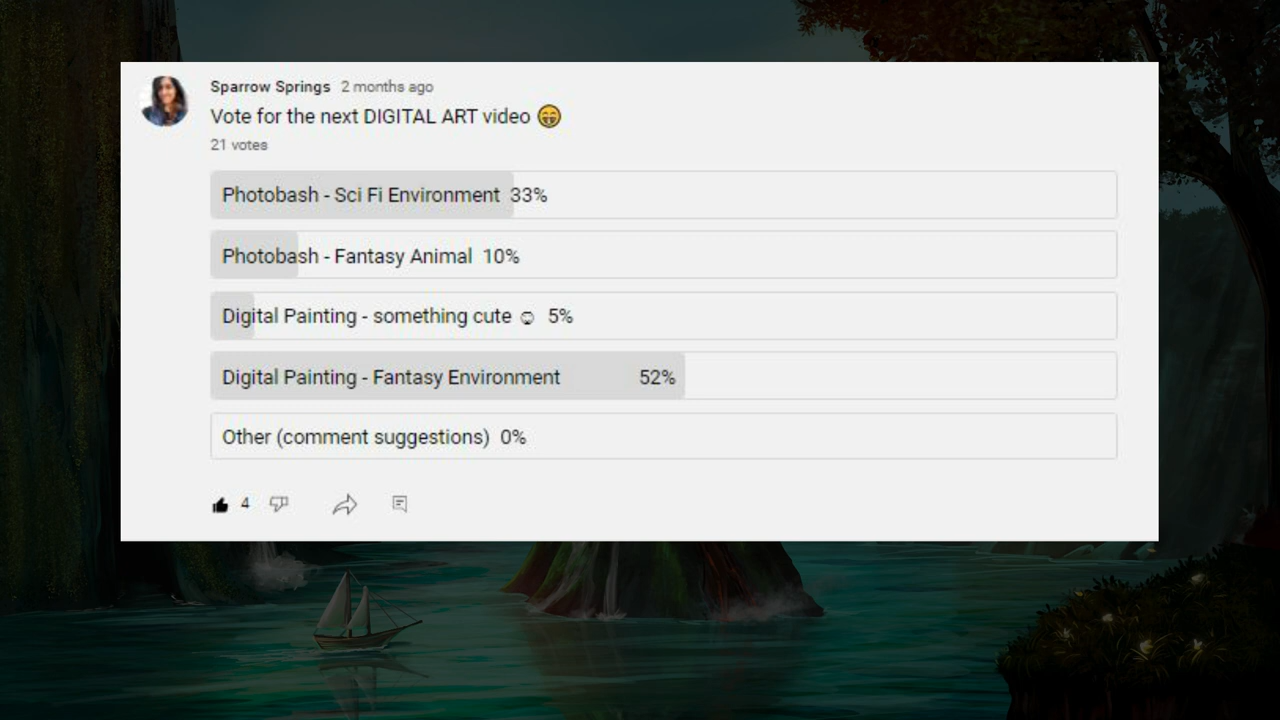 Sparrow Springs 2 months ago
Vote for the next DIGITAL ART video 😁
21 votes
Photobash - Sci Fi Environment 33%
Photobash - Fantasy Animal 10%
Digital Painting - something cute ☺ 5%
Digital Painting - Fantasy Environment 52%
Other (comment suggestions) 0%
4